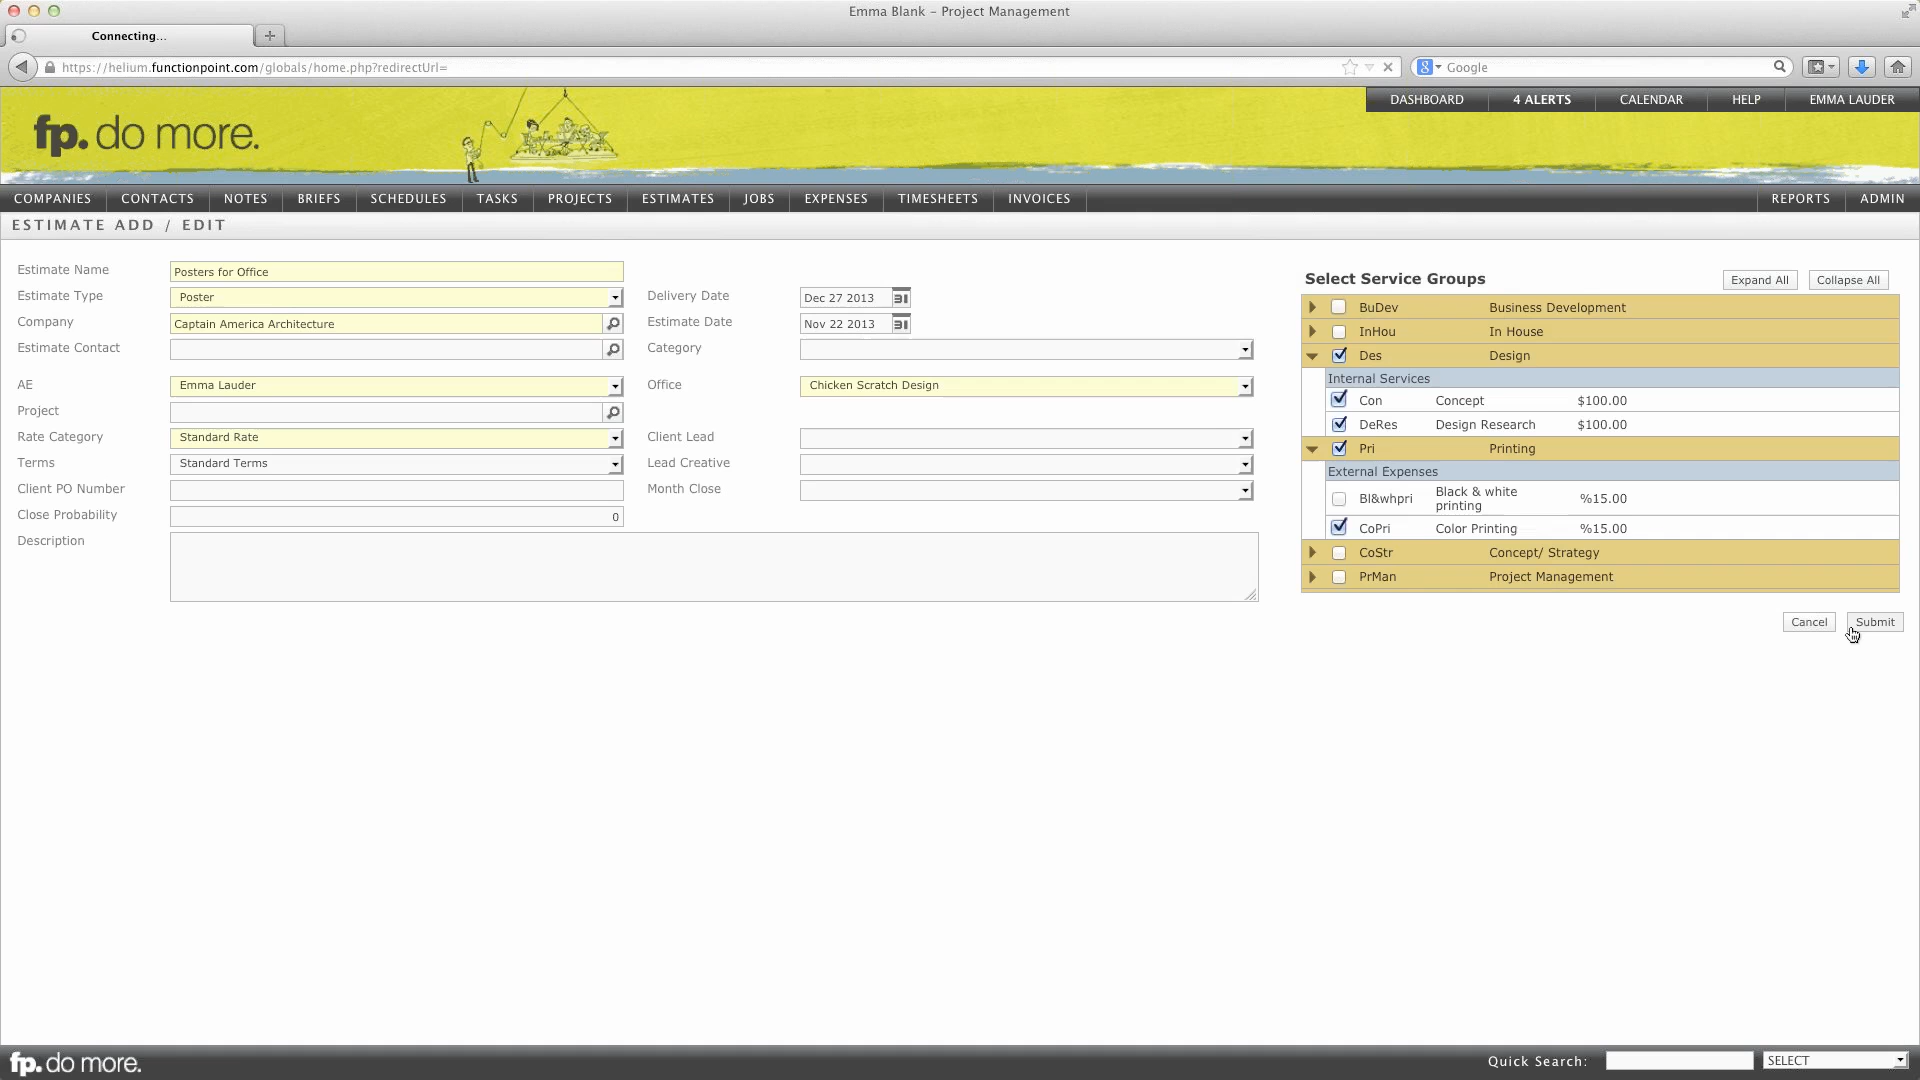 Emma Blank - Project Management
Connecting...
https://helium.functionpoint.com/globals/home.php?redirectUrl=
Google
DASHBOARD
4 ALERTS
CALENDAR
HELP
EMMA LAUDER
fp. do more.
COMPANIES
CONTACTS
NOTES
BRIEFS
SCHEDULES
TASKS
PROJECTS
ESTIMATES
JOBS
EXPENSES
TIMESHEETS
INVOICES
REPORTS
ADMIN
ESTIMATE ADD / EDIT
Estimate Name
Posters for Office
Estimate Type
Poster
Delivery Date
Dec 27 2013
31
Company
Captain America Architecture
Estimate Date
Nov 22 2013
31
Estimate Contact
Category
AE
Emma Lauder
Office
Chicken Scratch Design
Project
Rate Category
Standard Rate
Client Lead
Terms
Standard Terms
Lead Creative
Client PO Number
Month Close
Close Probability
0
Description
Select Service Groups
Expand All
Collapse All
BuDev Business Development
InHou In House
Des Design
Internal Services
Con Concept $100.00
DeRes Design Research $100.00
Pri Printing
External Expenses
Bl&whpri Black & white %15.00
printing
CoPri Color Printing %15.00
CoStr Concept/ Strategy
PrMan Project Management
Cancel
Submit
fp. do more.
Quick Search:
SELECT